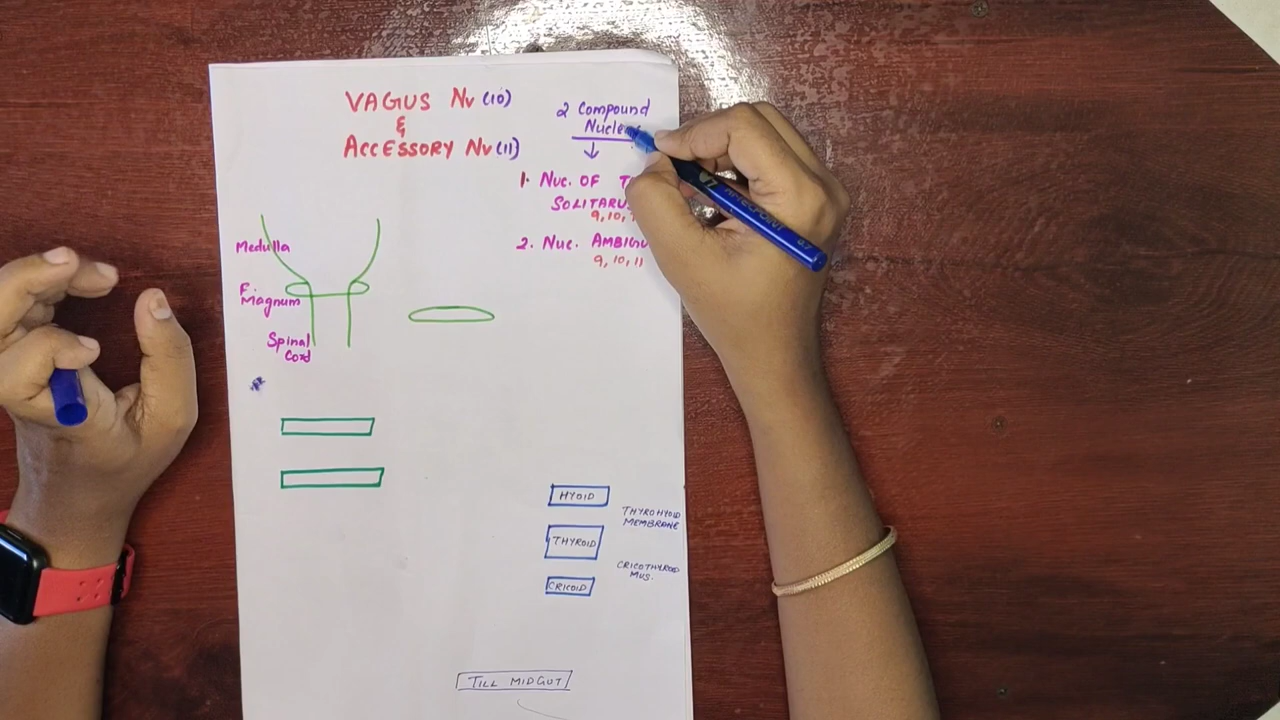 VAGUS Nv (10)
&
ACCESSORY Nv (11)
2 Compound
1. Nuc. OF
9, 10,
2. Nuc.
9, 10, 11
Medulla
F.
Magnum
Spinal
Cord
HYOID
THYROHYOID
MEMBRANE
THYROID
CRICOTHYROID
MUS.
CRICOID
TILL MIDGUT